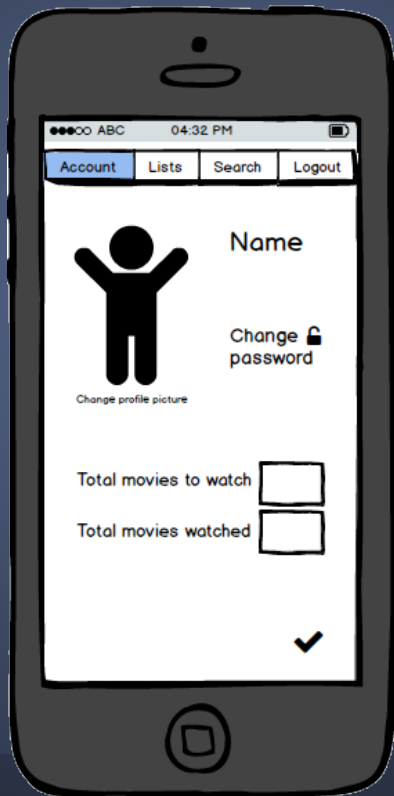 ABC 04:32 PM
Account Lists Search Logout
Name
Change
password
Change profile picture
Total movies to watch
Total movies watched